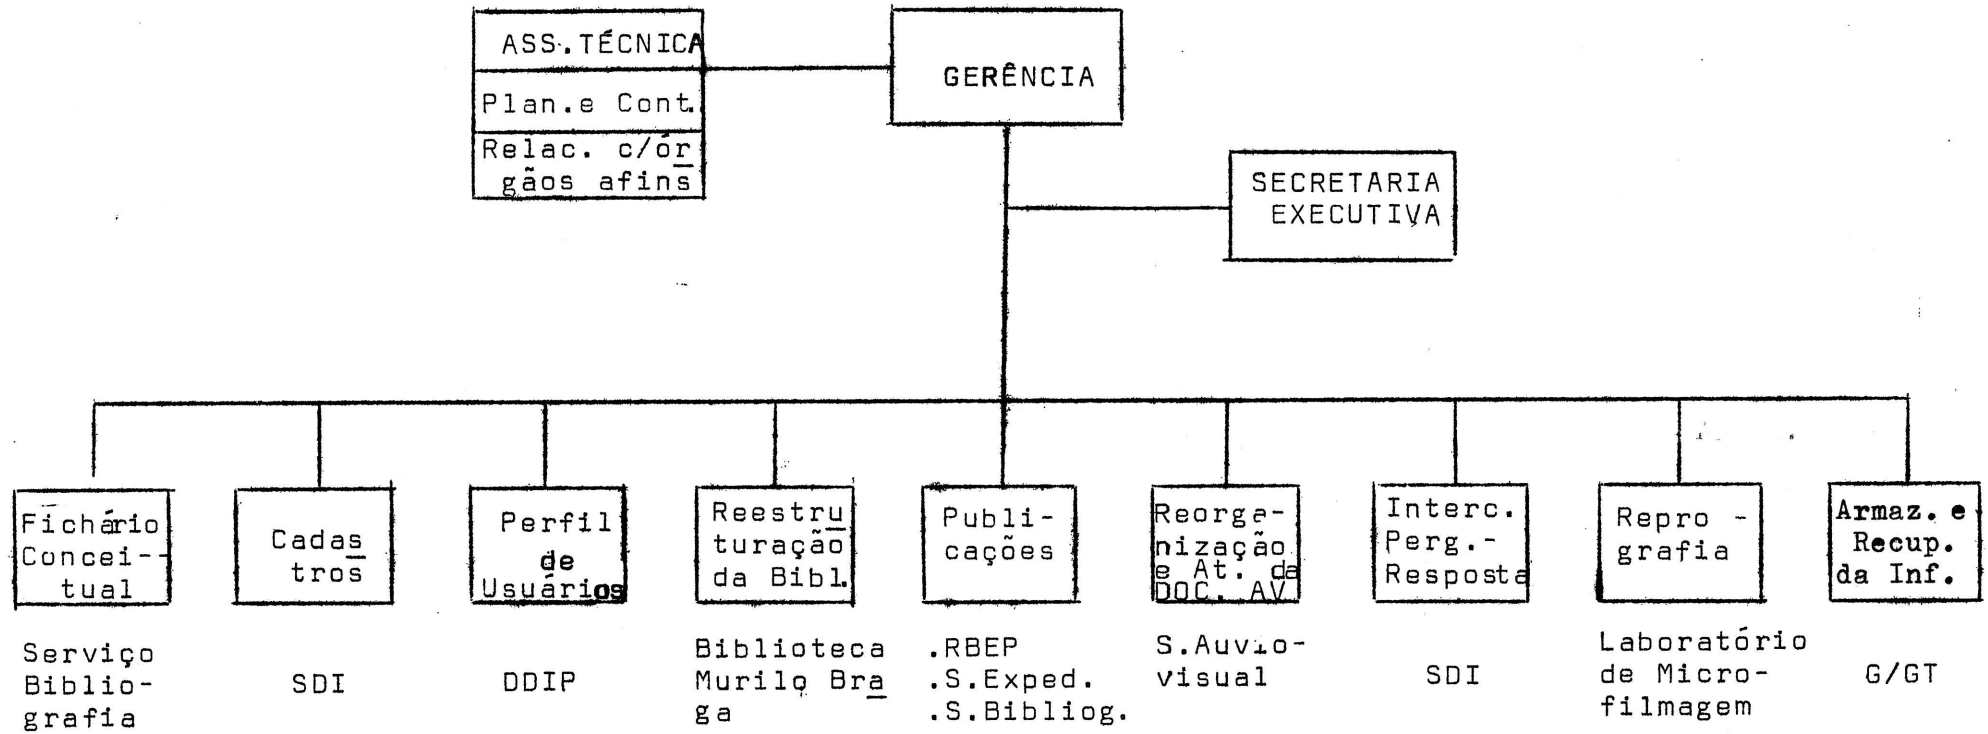 ASS.TÉCNICA
Plan.e Cont.
Relac. c/ór
gãos afins
GERÊNCIA
SECRETARIA
EXECUTIVA
Fichário
Concei--
tual
Serviço
Biblio-
grafia
Cadas
tros
SDI
Perfil
de
Usuários
DDIP
Reestru
turação
da Bibl.
Biblioteca
Murilo Bra
ga
Publi-
cações
.RBEP
.S.Exped.
.S.Bibliog.
Reorga-
nização
e At. da
DOC. AV
S.Auvio-
visual
Interc.
Perg.-
Resposta
SDI
Repro -
grafia
Laboratório
de Micro-
filmagem
Armaz. e
Recup.
da Inf.
G/GT